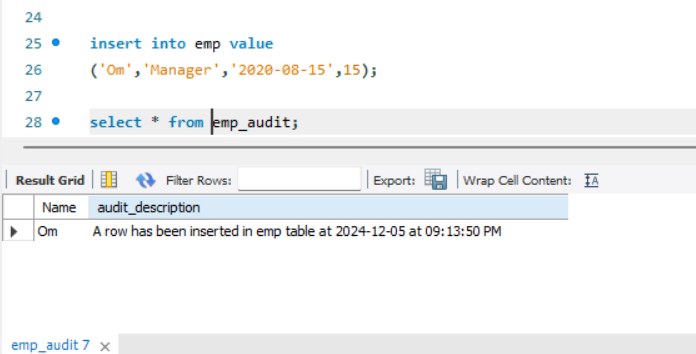 24
25 insert into emp value
26 ('Om','Manager','2020-08-15',15);
27
28 select * from emp_audit;
Result Grid Filter Rows: Export: Wrap Cell Content: IA
Name audit_description
Om A row has been inserted in emp table at 2024-12-05 at 09:13:50 PM
emp_audit 7 ×